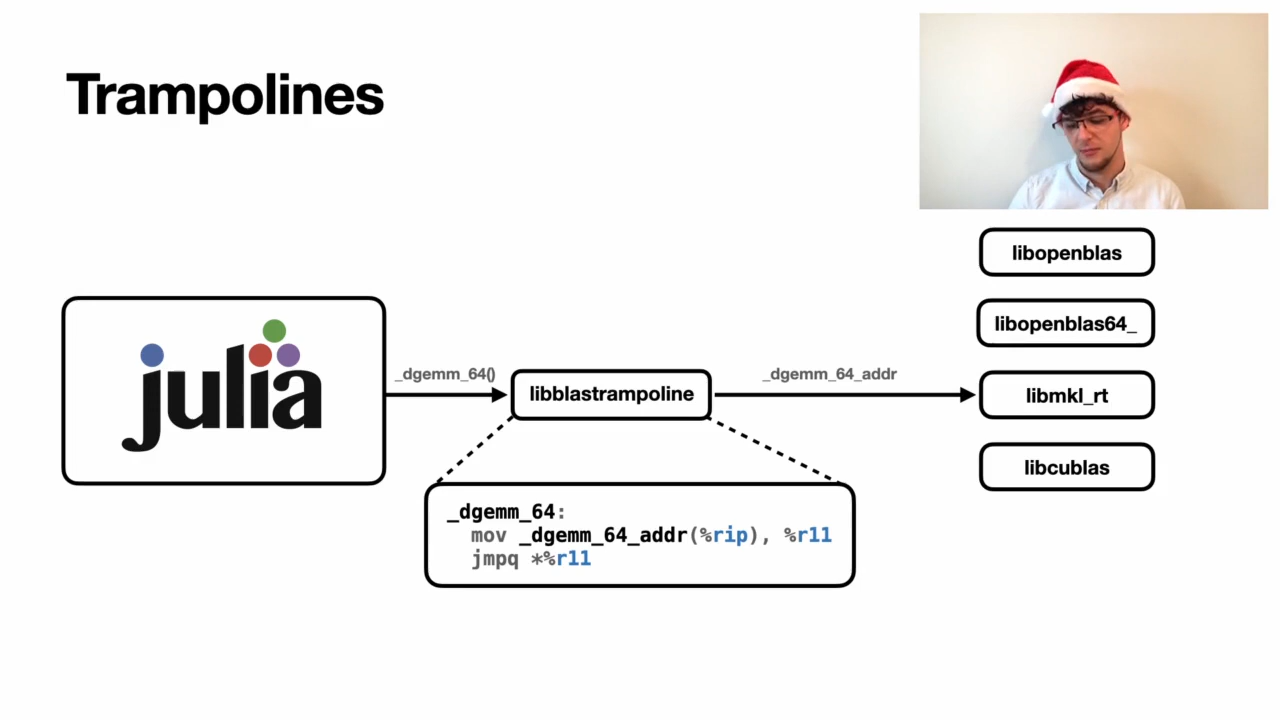 Trampolines
libopenblas
libopenblas64_
julia
_dgemm_64()
libblastrampoline
_dgemm_64_addr
libmkl_rt
libcublas
_dgemm_64:
mov _dgemm_64_addr(%rip), %r11
jmpq *%r11